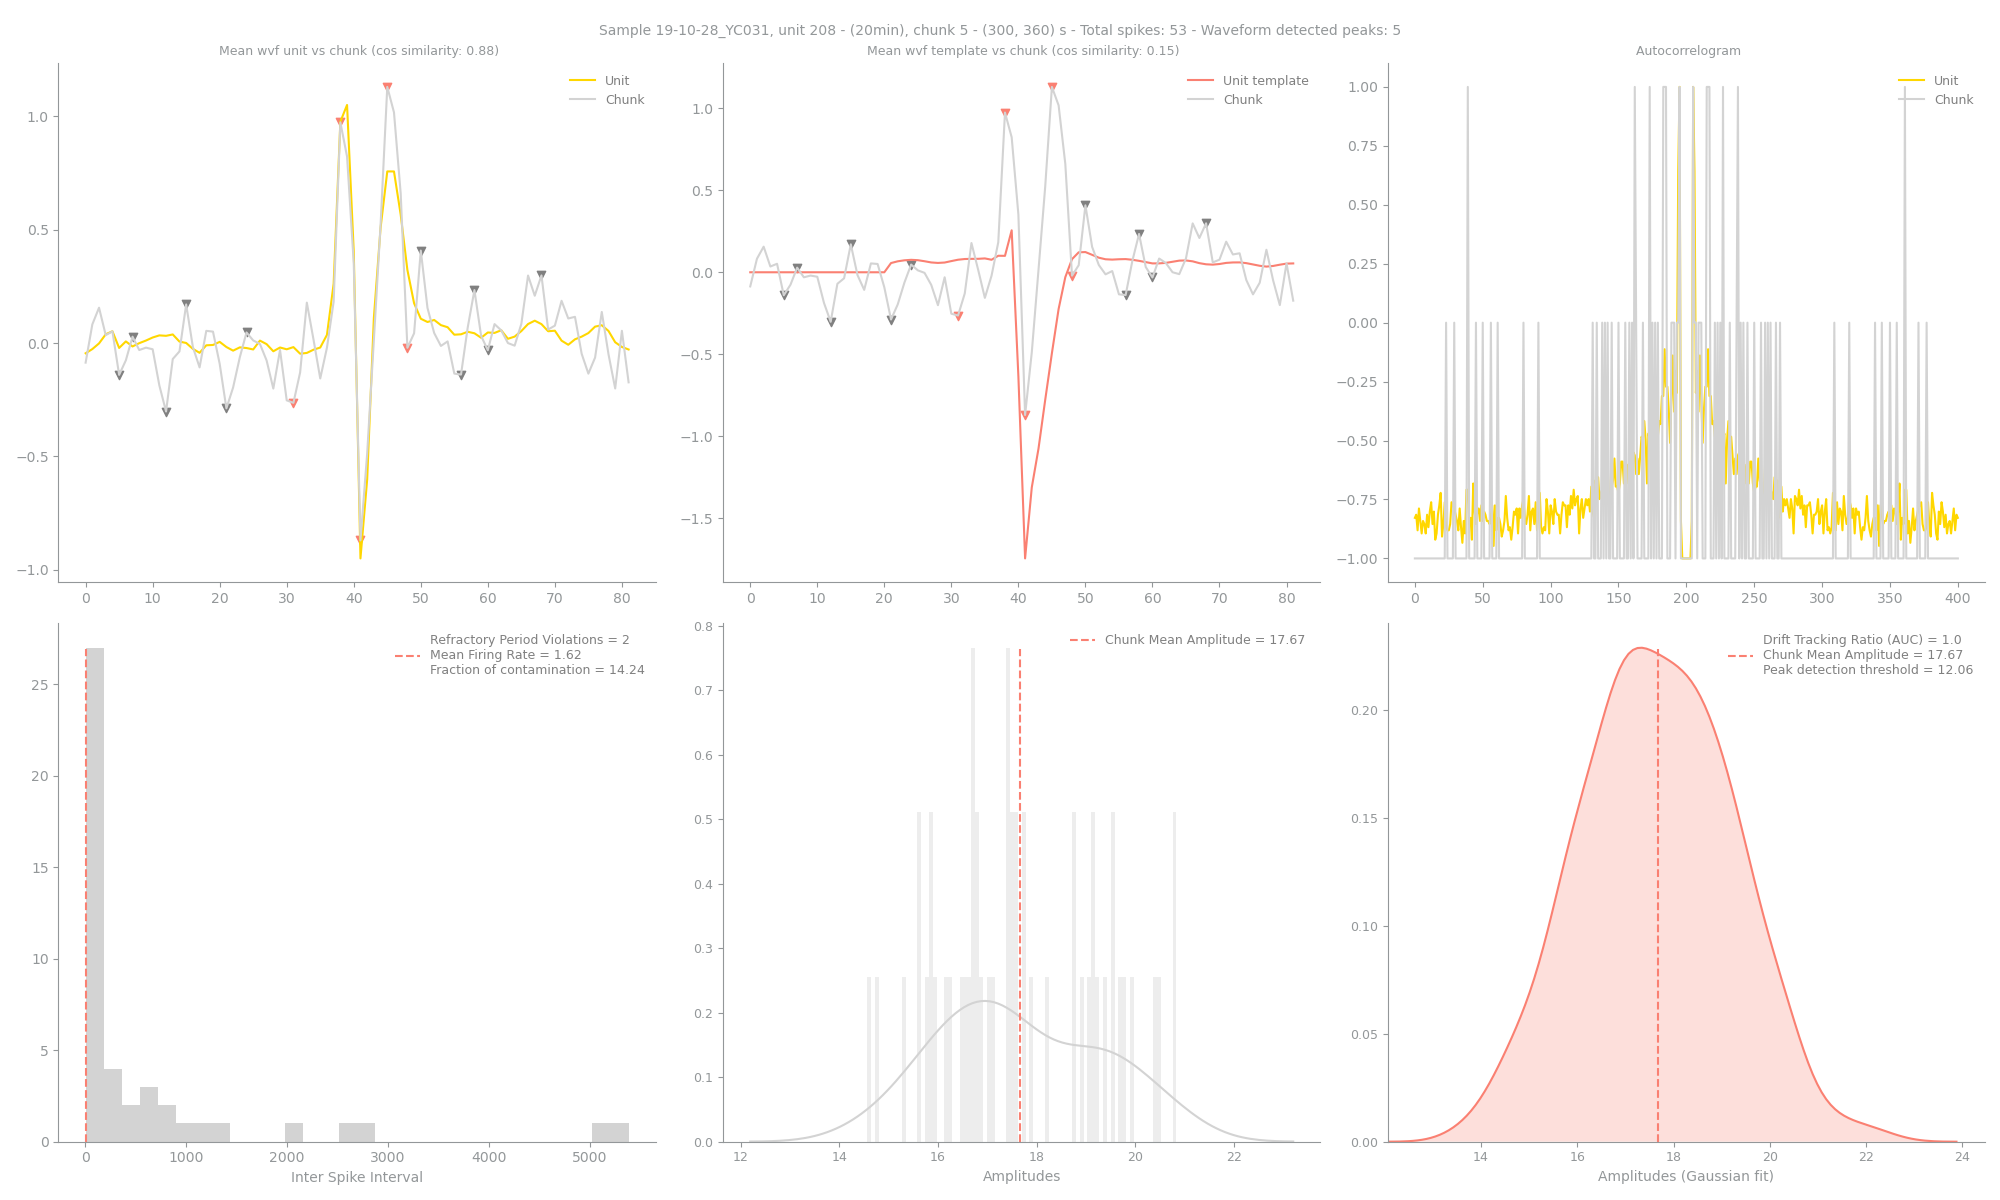 Sample 19-10-28_YC031, unit 208 - (20min), chunk 5 - (300, 360) s - Total spikes: 53 - Waveform detected peaks: 5
Mean wvf unit vs chunk (cos similarity: 0.88)
Unit
Chunk
1.0
0.5
0.0
−0.5
−1.0
0 10 20 30 40 50 60 70 80
Mean wvf template vs chunk (cos similarity: 0.15)
Unit template
Chunk
1.0
0.5
0.0
−0.5
−1.0
−1.5
0 10 20 30 40 50 60 70 80
Autocorrelogram
Unit
Chunk
1.00
0.75
0.50
0.25
0.00
−0.25
−0.50
−0.75
−1.00
0 50 100 150 200 250 300 350 400
Refractory Period Violations = 2
Mean Firing Rate = 1.62
Fraction of contamination = 14.24
25
20
15
10
5
0
0 1000 2000 3000 4000 5000
Inter Spike Interval
Chunk Mean Amplitude = 17.67
0.8
0.7
0.6
0.5
0.4
0.3
0.2
0.1
0.0
12 14 16 18 20 22
Amplitudes
Drift Tracking Ratio (AUC) = 1.0
Chunk Mean Amplitude = 17.67
Peak detection threshold = 12.06
0.20
0.15
0.10
0.05
0.00
14 16 18 20 22 24
Amplitudes (Gaussian fit)